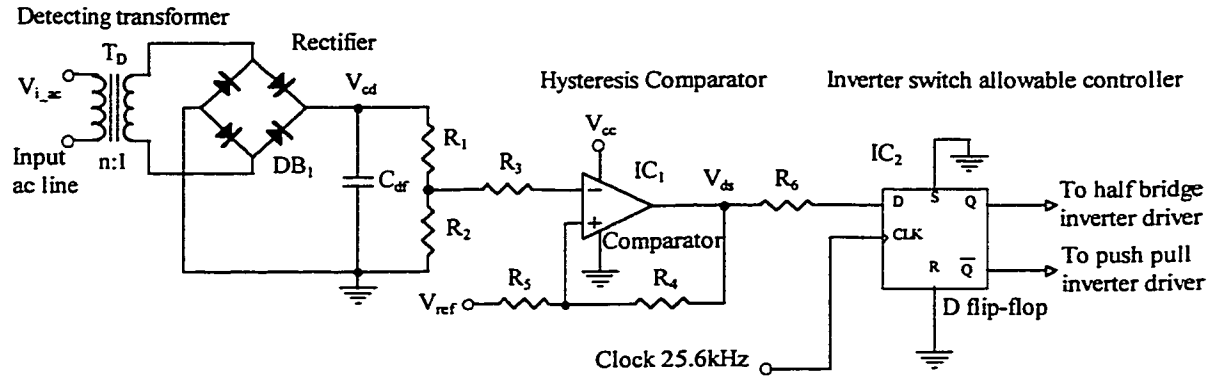 Detecting transformer
T_D
Rectifier
V_i_ac
V_cd
Hysteresis Comparator
Inverter switch allowable controller
V_cc
R_1
R_3
IC_1
V_ds
R_6
IC_2
D
S
Q
To half bridge
inverter driver
Input
ac line
n:1
DB_1
C_df
R_2
−
+
Comparator
CLK
R
Q̅
To push pull
inverter driver
R_5
R_4
V_ref
D flip-flop
Clock 25.6kHz